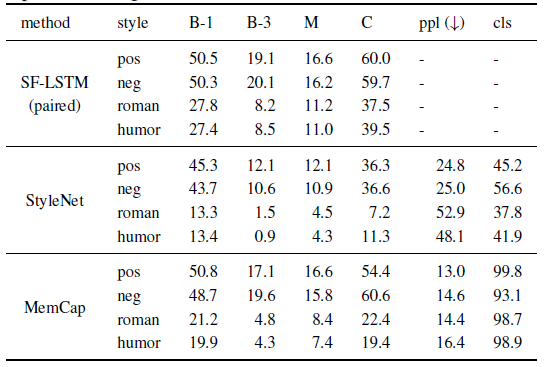 method style B-1 B-3 M C ppl (↓) cls
pos 50.5 19.1 16.6 60.0 - -
SF-LSTM neg 50.3 20.1 16.2 59.7 - -
(paired) roman 27.8 8.2 11.2 37.5 - -
humor 27.4 8.5 11.0 39.5 - -
pos 45.3 12.1 12.1 36.3 24.8 45.2
StyleNet neg 43.7 10.6 10.9 36.6 25.0 56.6
roman 13.3 1.5 4.5 7.2 52.9 37.8
humor 13.4 0.9 4.3 11.3 48.1 41.9
pos 50.8 17.1 16.6 54.4 13.0 99.8
MemCap neg 48.7 19.6 15.8 60.6 14.6 93.1
roman 21.2 4.8 8.4 22.4 14.4 98.7
humor 19.9 4.3 7.4 19.4 16.4 98.9